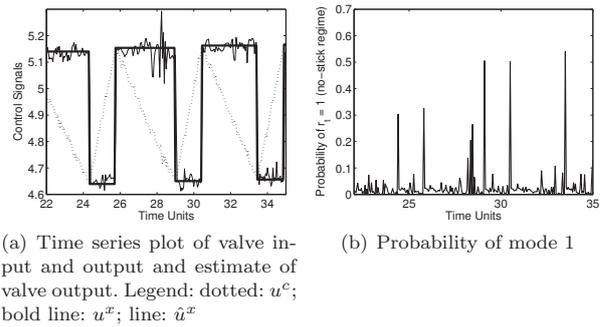 5.2
5.1
5
4.9
4.8
4.7
4.6
22
24
26
28
30
32
34
Control Signals
Time Units
0.7
0.6
0.5
0.4
0.3
0.2
0.1
0
25
30
35
Probability of r_t = 1 (no-stick regime)
Time Units
(a) Time series plot of valve in-
put and output and estimate of
valve output. Legend: dotted: u^c;
bold line: u^x; line: û^x
(b) Probability of mode 1